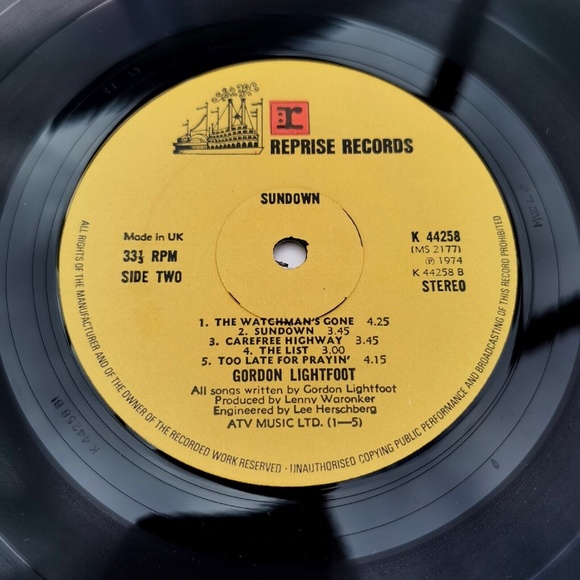 r
REPRISE RECORDS
SUNDOWN
Made in UK
33⅓ RPM
SIDE TWO
K 44258
(MS 2177)
Ⓟ 1974
K 44258 B
STEREO
1. THE WATCHMAN'S GONE 4.25
2. SUNDOWN 3.45
3. CAREFREE HIGHWAY 3.45
4. THE LIST 3.00
5. TOO LATE FOR PRAYIN' 4.15
GORDON LIGHTFOOT
All songs written by Gordon Lightfoot
Produced by Lenny Waronker
Engineered by Lee Herschberg
ATV MUSIC LTD. (1—5)
ALL RIGHTS OF THE MANUFACTURER AND OF THE OWNER OF THE RECORDED WORK RESERVED · UNAUTHORISED COPYING PUBLIC PERFORMANCE AND BROADCASTING OF THIS RECORD PROHIBITED
K 44258 B1